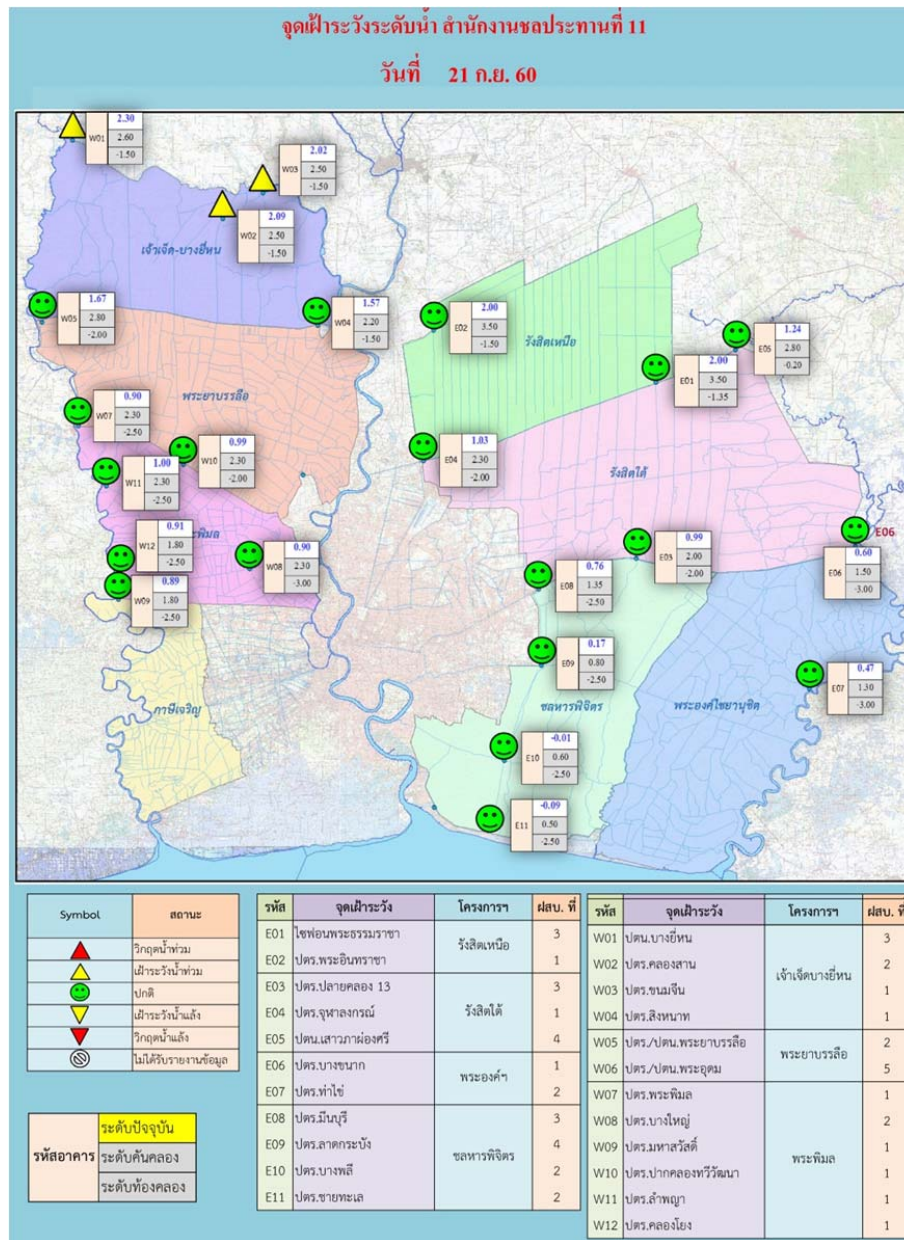 จุดเฝ้าระวังระดับน้ำ สำนักงานชลประทานที่ 11
วันที่ 21 ก.ย. 60
W01 2.30 2.60 -1.50
W03 2.02 2.50 -1.50
W02 2.09 2.50 -1.50
เจ้าเจ็ด-บางยี่หน
W05 1.67 2.80 -2.00
W04 1.57 2.20 -1.50
E02 2.00 3.50 -1.50
รังสิตเหนือ
E05 1.24 2.80 -0.20
E01 2.00 3.50 -1.35
พระยาบรรลือ
W07 0.90 2.30 -2.50
W10 0.99 2.30 -2.00
E04 1.03 2.30 -2.00
W11 1.00 2.30 -2.50
รังสิตใต้
W12 0.91 1.80 -2.50
W08 0.90 2.30 -3.00
E03 0.99 2.00 -2.00
E06
E06 0.60 1.50 -3.00
W09 0.89 1.80 -2.50
E08 0.76 1.35 -2.50
E09 0.17 0.80 -2.50
E07 0.47 1.30 -3.00
ภาษีเจริญ
ชลหารพิจิตร
พระองค์ไชยานุชิต
E10 -0.01 0.60 -2.50
E11 -0.09 0.50 -2.50
Symbol สถานะ
วิกฤตน้ำท่วม
เฝ้าระวังน้ำท่วม
ปกติ
เฝ้าระวังน้ำแล้ง
วิกฤตน้ำแล้ง
ไม่ได้รับรายงานข้อมูล
รหัสอาคาร
ระดับปัจจุบัน
ระดับคันคลอง
ระดับท้องคลอง
รหัส จุดเฝ้าระวัง โครงการฯ ฝสบ. ที่
E01 ไซฟอนพระธรรมราชา รังสิตเหนือ 3
E02 ปตร.พระอินทราชา 1
E03 ปตร.ปลายคลอง 13 3
E04 ปตร.จุฬาลงกรณ์ รังสิตใต้ 1
E05 ปตน.เสาวภาผ่องศรี 4
E06 ปตร.บางขนาก พระองค์ฯ 1
E07 ปตร.ท่าไข่ 2
E08 ปตร.มีนบุรี 3
E09 ปตร.ลาดกระบัง ชลหารพิจิตร 4
E10 ปตร.บางพลี 2
E11 ปตร.ชายทะเล 2
รหัส จุดเฝ้าระวัง โครงการฯ ฝสบ. ที่
W01 ปตน.บางยี่หน 3
W02 ปตร.คลองสาน เจ้าเจ็ดบางยี่หน 2
W03 ปตร.ขนมจีน 1
W04 ปตร.สิงหนาท 1
W05 ปตร./ปตน.พระยาบรรลือ พระยาบรรลือ 2
W06 ปตร./ปตน.พระอุดม 5
W07 ปตร.พระพิมล 1
W08 ปตร.บางใหญ่ 2
W09 ปตร.มหาสวัสดิ์ พระพิมล 1
W10 ปตร.ปากคลองทวีวัฒนา 1
W11 ปตร.ลำพญา 1
W12 ปตร.คลองโยง 1